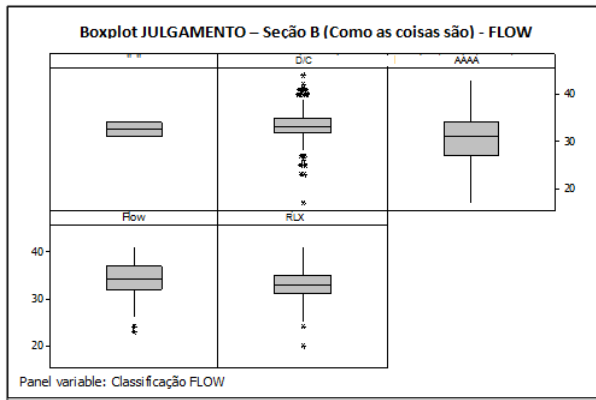 Boxplot JULGAMENTO – Seção B (Como as coisas são) - FLOW
D/C
AAAA
40
30
20
Flow
RLX
40
30
20
Panel variable: Classificação FLOW